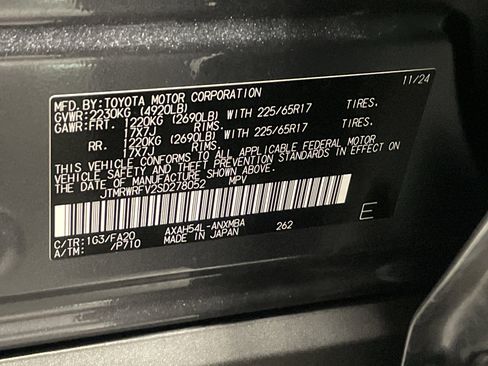 MFD.BY:TOYOTA MOTOR CORPORATION 11/24
GVWR:2230KG (4920LB)
GAWR:FRT. 1220KG (2690LB) WITH 225/65R17 TIRES.
17X7J RIMS.
RR. 1220KG (2690LB) WITH 225/65R17 TIRES.
17X7J RIMS.
THIS VEHICLE CONFORMS TO ALL APPLICABLE FEDERAL MOTOR
VEHICLE SAFETY AND THEFT PREVENTION STANDARDS IN EFFECT ON
THE DATE OF MANUFACTURE SHOWN ABOVE.
JTMRWRFV2SD278052 MPV
E
C/TR:1G3/FA20 AXAH54L-ANXMBA 262
A/TM: /P710 MADE IN JAPAN